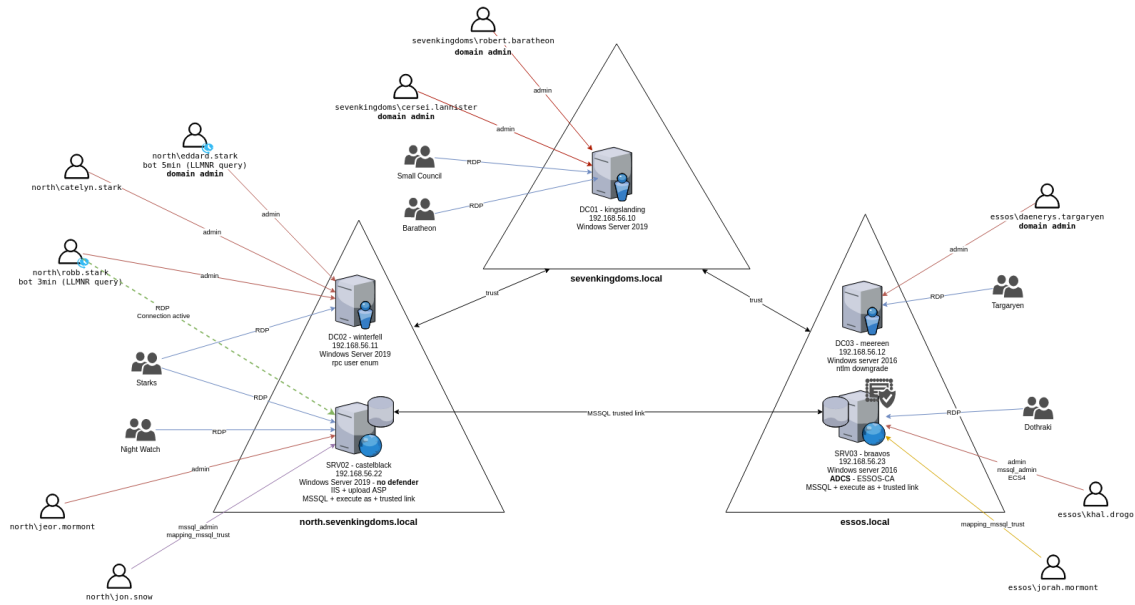 sevenkingdoms\robert.baratheon
domain admin
admin
sevenkingdoms\cersei.lannister
domain admin
admin
RDP
Small Council
RDP
Baratheon
DC01 - kingslanding
192.168.56.10
Windows Server 2019
sevenkingdoms.local
trust
trust
north\eddard.stark
bot 5min (LLMNR query)
domain admin
admin
north\catelyn.stark
admin
north\robb.stark
bot 3min (LLMNR query)
admin
RDP
Connection active
RDP
Starks
RDP
DC02 - winterfell
192.168.56.11
Windows Server 2019
rpc user enum
Night Watch
RDP
admin
north\jeor.mormont
mssql_admin
mapping_mssql_trust
north\jon.snow
SRV02 - castelblack
192.168.56.22
Windows Server 2019 - no defender
IIS + upload ASP
MSSQL + execute as + trusted link
north.sevenkingdoms.local
MSSQL trusted link
essos\daenerys.targaryen
domain admin
admin
RDP
Targaryen
DC03 - meereen
192.168.56.12
Windows server 2016
ntlm downgrade
RDP
Dothraki
SRV03 - braavos
192.168.56.23
Windows server 2016
ADCS - ESSOS-CA
MSSQL + execute as + trusted link
essos.local
admin
mssql_admin
ECS4
essos\khal.drogo
mapping_mssql_trust
essos\jorah.mormont